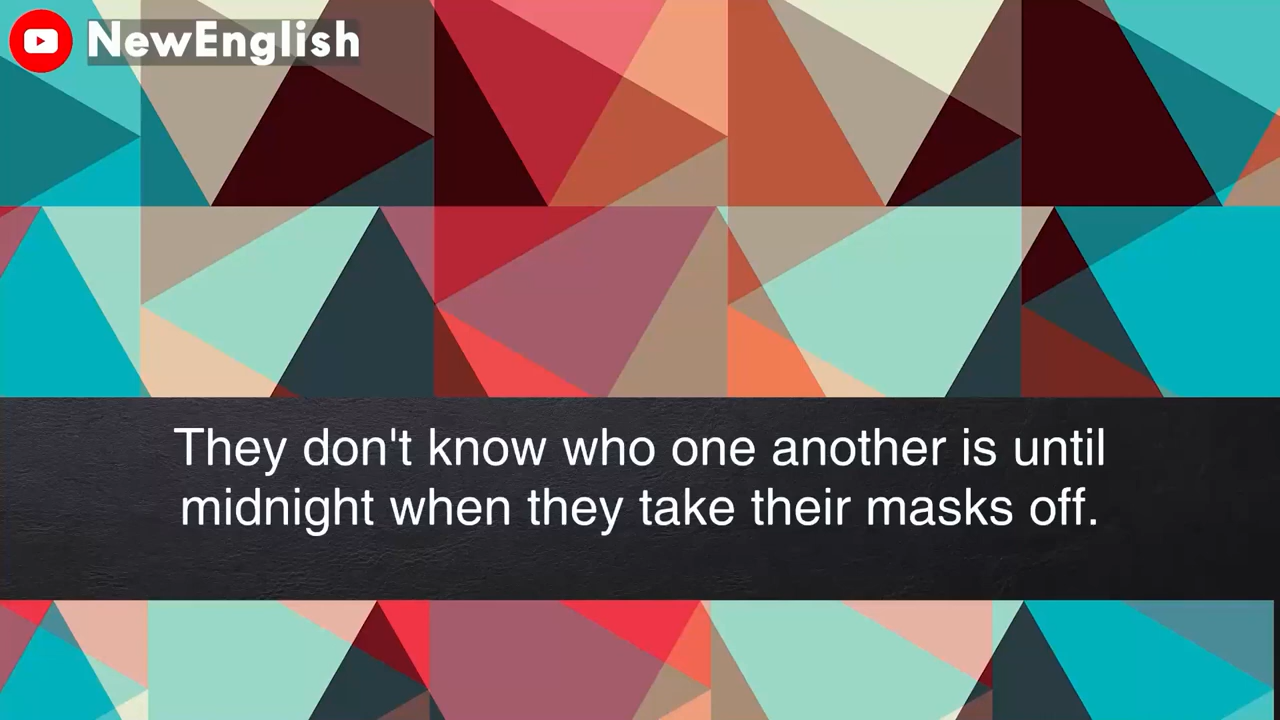 NewEnglish
They don't know who one another is until
midnight when they take their masks off.